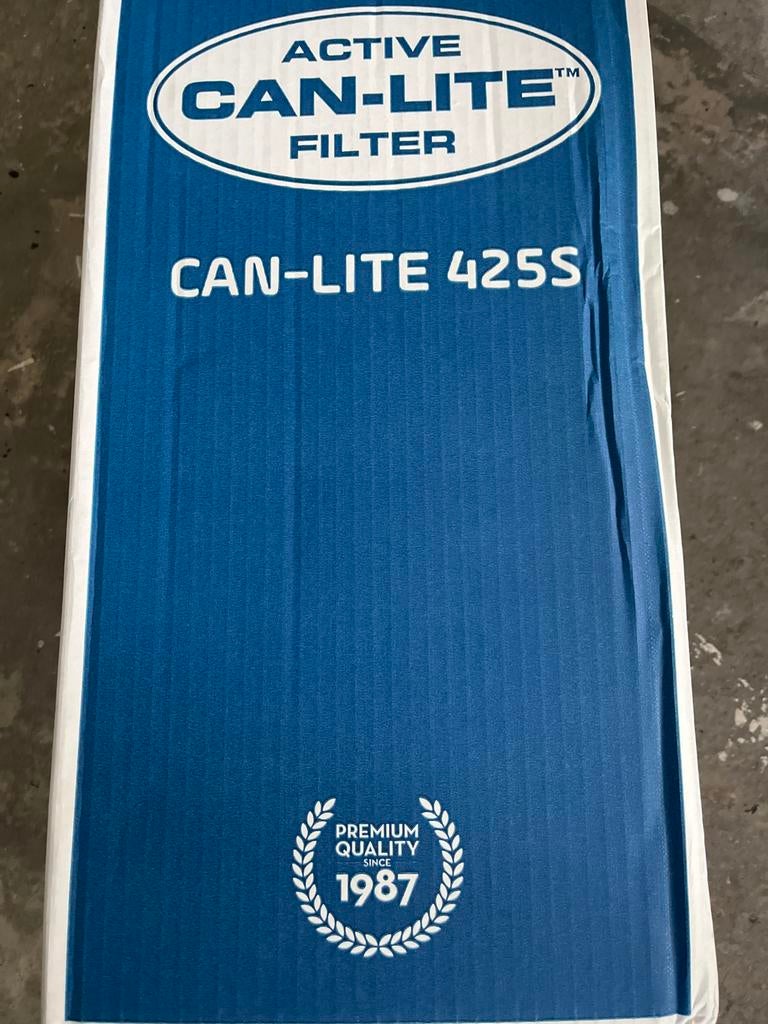 ACTIVE
CAN-LITE™
FILTER
CAN-LITE 425S
PREMIUM
QUALITY
SINCE
1987